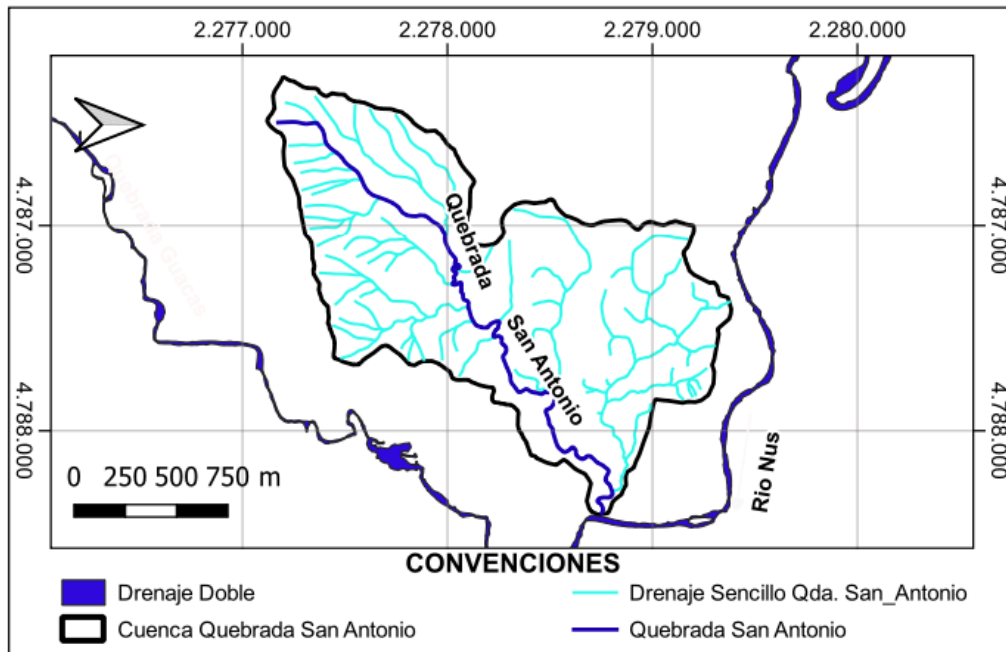 2.277.000 2.278.000 2.279.000 2.280.000
4.787.000
4.787.000
Quebrada Guacas
Quebrada
San Antonio
4.788.000
4.788.000
Rio Nus
0 250 500 750 m
CONVENCIONES
Drenaje Doble
Drenaje Sencillo Qda. San_Antonio
Cuenca Quebrada San Antonio
Quebrada San Antonio